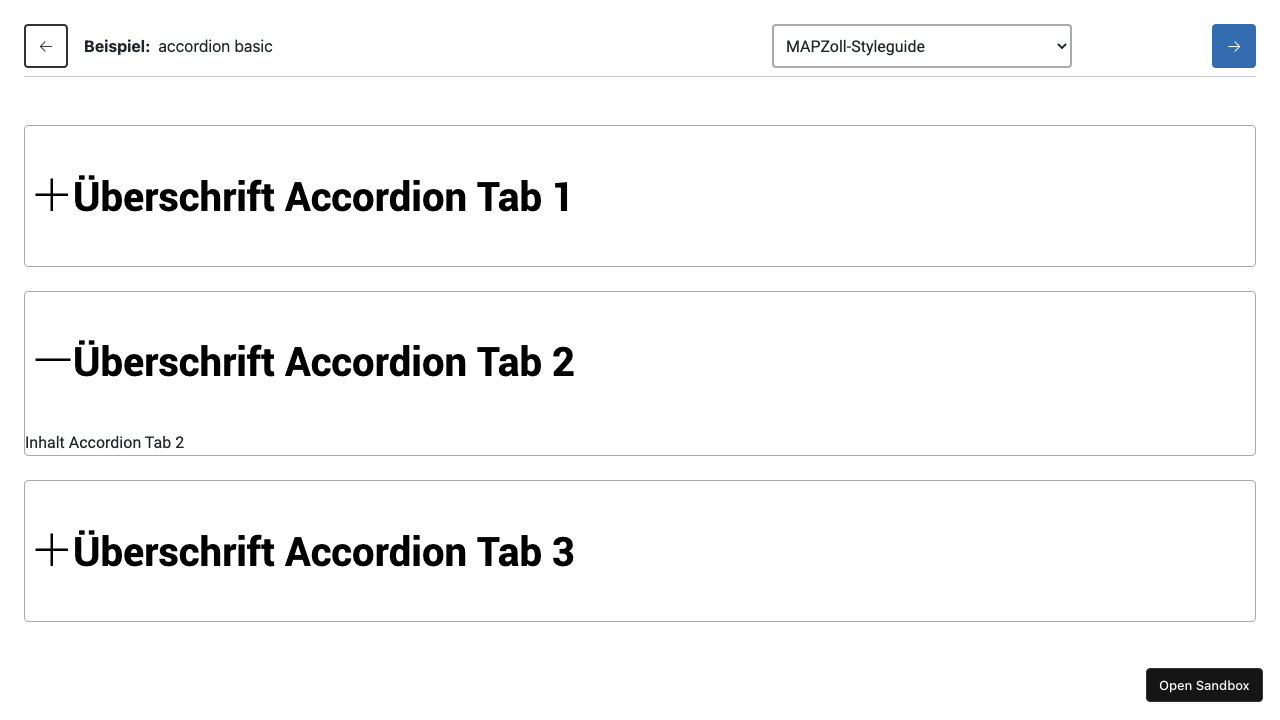 Beispiel: accordion basic
MAPZoll-Styleguide
Überschrift Accordion Tab 1
Überschrift Accordion Tab 2
Inhalt Accordion Tab 2
Überschrift Accordion Tab 3
Open Sandbox